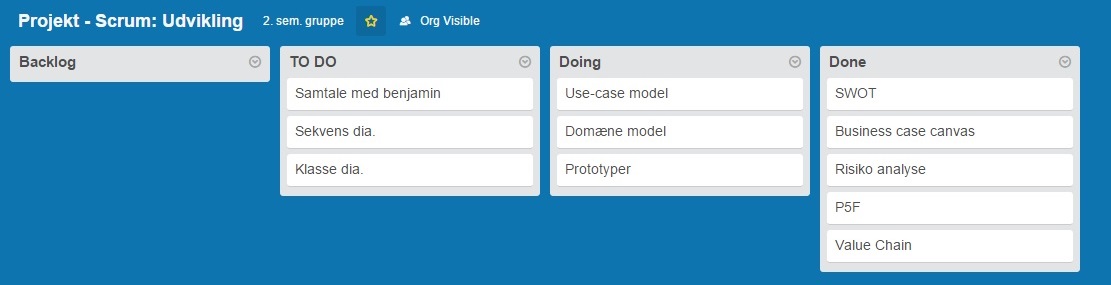 Projekt - Scrum: Udvikling 2. sem. gruppe Org Visible
Backlog
TO DO
Samtale med benjamin
Sekvens dia.
Klasse dia.
Doing
Use-case model
Domæne model
Prototyper
Done
SWOT
Business case canvas
Risiko analyse
P5F
Value Chain